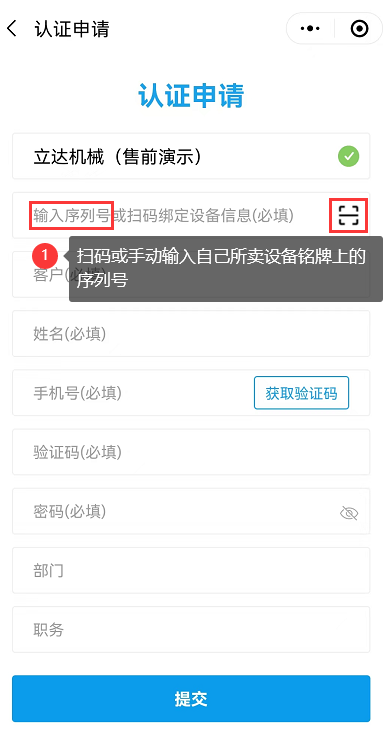 认证申请
认证申请
立达机械（售前演示）
输入序列号或扫码绑定设备信息(必填)
1
扫码或手动输入自己所卖设备铭牌上的
序列号
客户(必填)
姓名(必填)
手机号(必填)
获取验证码
验证码(必填)
密码(必填)
部门
职务
提交